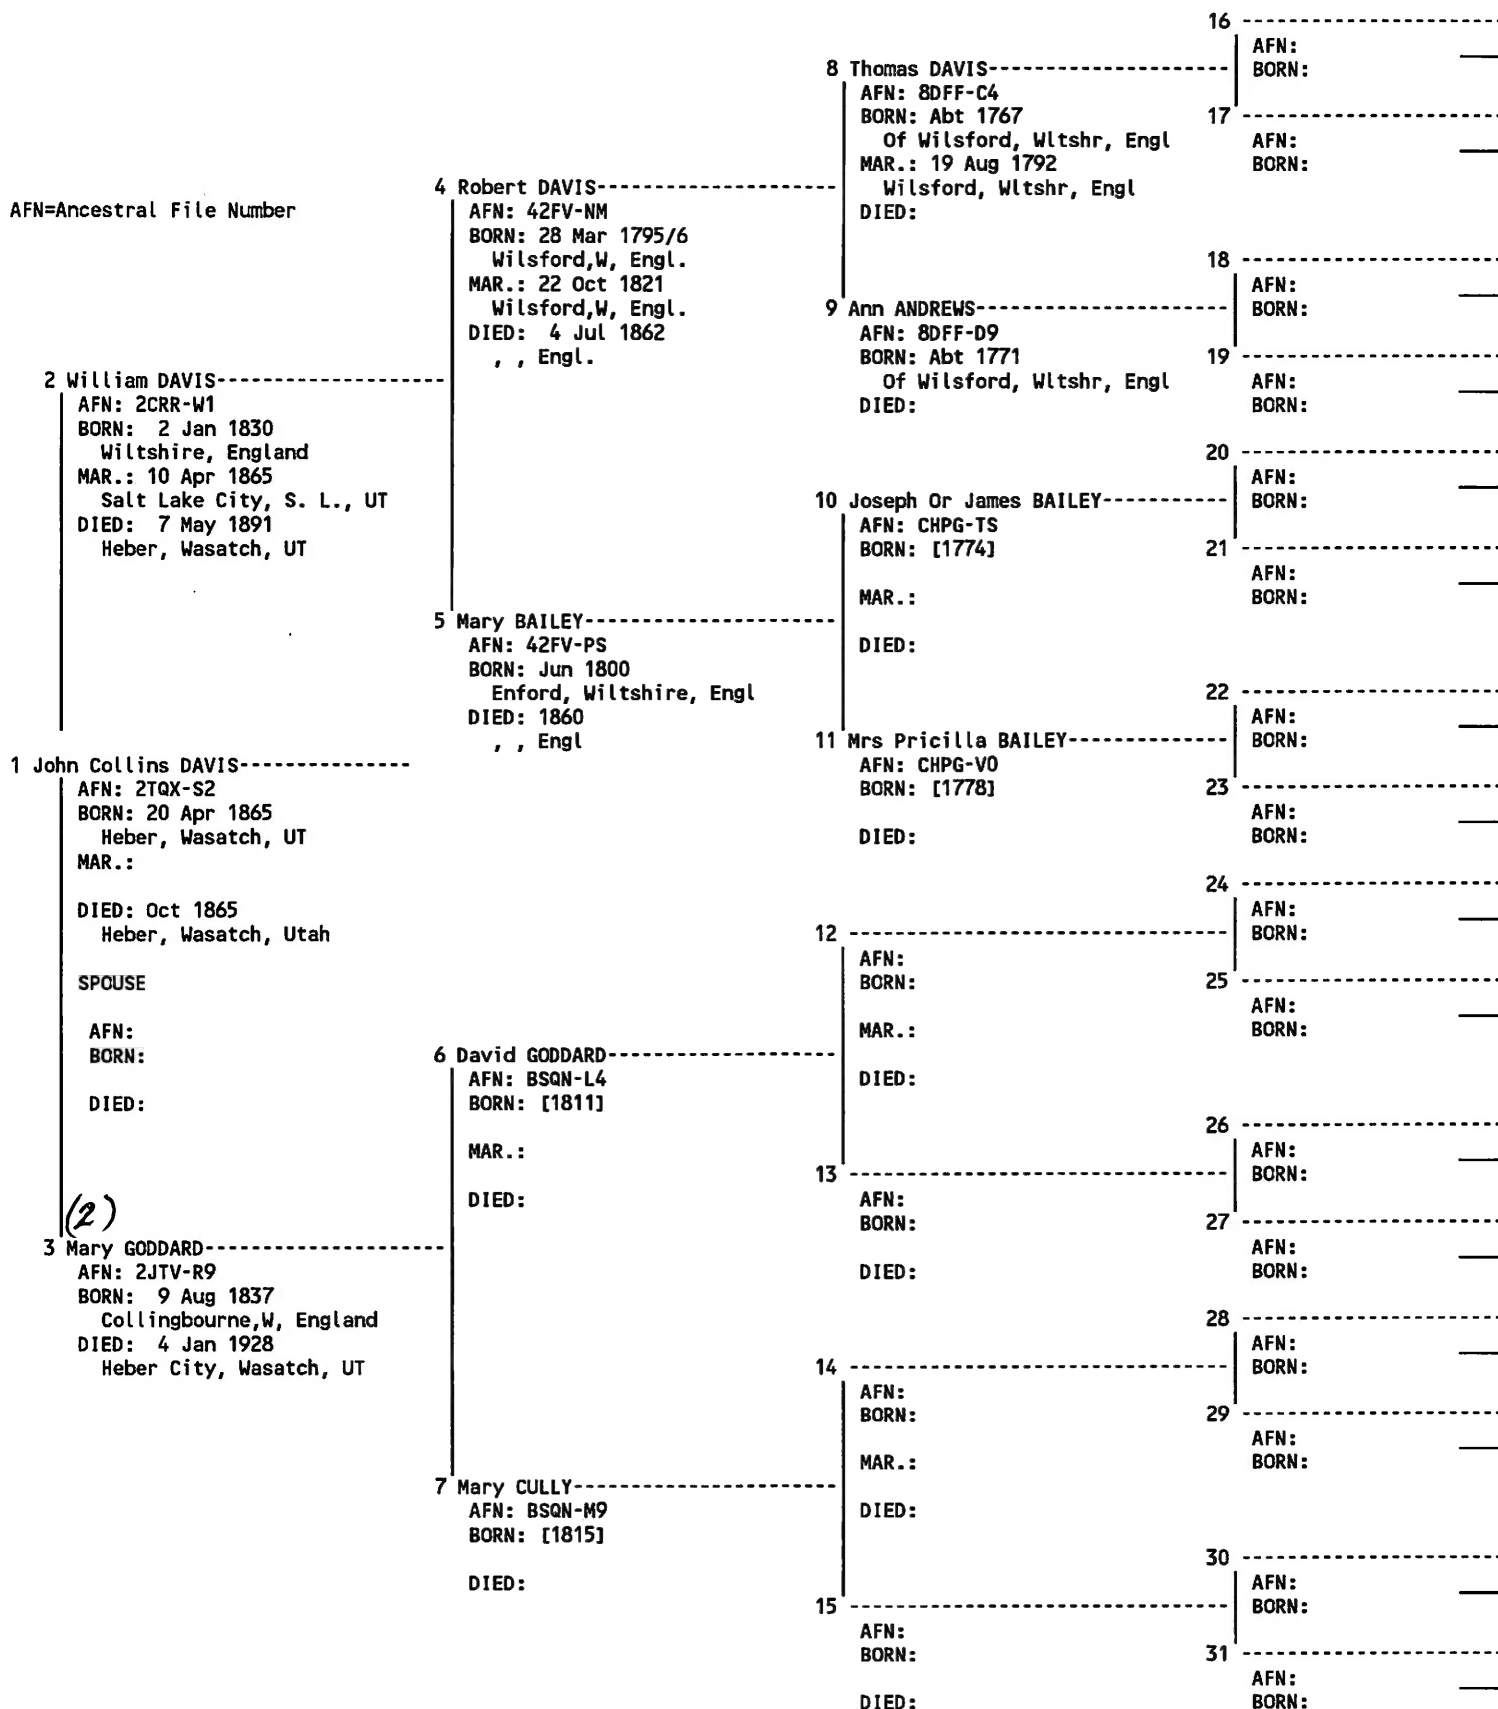 AFN=Ancestral File Number
1 John Collins DAVIS---------------
AFN: 2TQX-S2
BORN: 20 Apr 1865
Heber, Wasatch, UT
MAR.:
DIED: Oct 1865
Heber, Wasatch, Utah
SPOUSE
AFN:
BORN:
DIED:
2 William DAVIS--------------------
AFN: 2CRR-W1
BORN:  2 Jan 1830
Wiltshire, England
MAR.: 10 Apr 1865
Salt Lake City, S. L., UT
DIED:  7 May 1891
Heber, Wasatch, UT
(2)
3 Mary GODDARD---------------------
AFN: 2JTV-R9
BORN:  9 Aug 1837
Collingbourne,W, England
DIED:  4 Jan 1928
Heber City, Wasatch, UT
4 Robert DAVIS---------------------
AFN: 42FV-NM
BORN: 28 Mar 1795/6
Wilsford,W, Engl.
MAR.: 22 Oct 1821
Wilsford,W, Engl.
DIED:  4 Jul 1862
, , Engl.
5 Mary BAILEY----------------------
AFN: 42FV-PS
BORN: Jun 1800
Enford, Wiltshire, Engl
DIED: 1860
, , Engl
6 David GODDARD--------------------
AFN: BSQN-L4
BORN: [1811]
MAR.:
DIED:
7 Mary CULLY-----------------------
AFN: BSQN-M9
BORN: [1815]
DIED:
8 Thomas DAVIS---------------------
AFN: 8DFF-C4
BORN: Abt 1767
Of Wilsford, Wltshr, Engl
MAR.: 19 Aug 1792
Wilsford, Wltshr, Engl
DIED:
9 Ann ANDREWS----------------------
AFN: 8DFF-D9
BORN: Abt 1771
Of Wilsford, Wltshr, Engl
DIED:
10 Joseph Or James BAILEY-----------
AFN: CHPG-TS
BORN: [1774]
MAR.:
DIED:
11 Mrs Pricilla BAILEY--------------
AFN: CHPG-V0
BORN: [1778]
DIED:
12 ---------------------------------
AFN:
BORN:
MAR.:
DIED:
13 ---------------------------------
AFN:
BORN:
DIED:
14 ---------------------------------
AFN:
BORN:
MAR.:
DIED:
15 ---------------------------------
AFN:
BORN:
DIED:
16 ----------------------
AFN:
BORN:
17 ----------------------
AFN:
BORN:
18 ----------------------
AFN:
BORN:
19 ----------------------
AFN:
BORN:
20 ----------------------
AFN:
BORN:
21 ----------------------
AFN:
BORN:
22 ----------------------
AFN:
BORN:
23 ----------------------
AFN:
BORN:
24 ----------------------
AFN:
BORN:
25 ----------------------
AFN:
BORN:
26 ----------------------
AFN:
BORN:
27 ----------------------
AFN:
BORN:
28 ----------------------
AFN:
BORN:
29 ----------------------
AFN:
BORN:
30 ----------------------
AFN:
BORN:
31 ----------------------
AFN:
BORN: